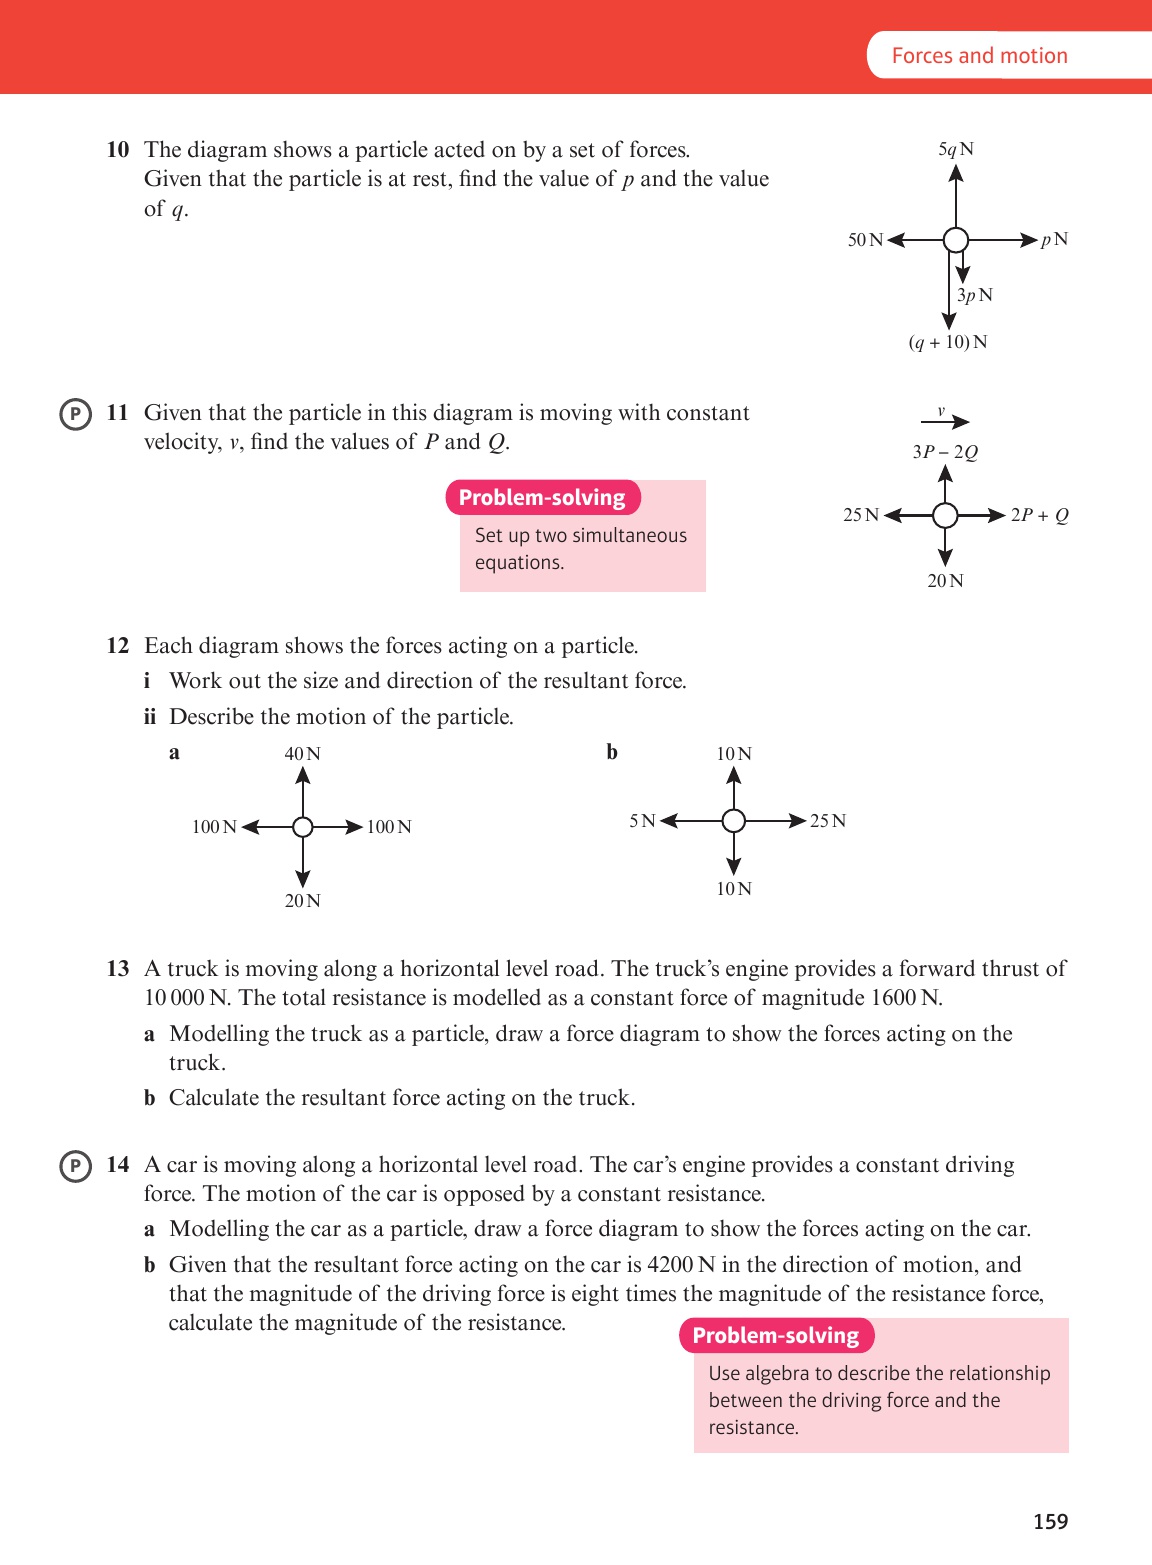 Forces and motion
10 The diagram shows a particle acted on by a set of forces.
Given that the particle is at rest, find the value of p and the value
of q.
5q N
50 N
p N
3p N
(q + 10) N
P 11 Given that the particle in this diagram is moving with constant
velocity, v, find the values of P and Q.
v
3P – 2Q
25 N
2P + Q
20 N
Problem-solving
Set up two simultaneous
equations.
12 Each diagram shows the forces acting on a particle.
i Work out the size and direction of the resultant force.
ii Describe the motion of the particle.
a
40 N
100 N
100 N
20 N
b
10 N
5 N
25 N
10 N
13 A truck is moving along a horizontal level road. The truck’s engine provides a forward thrust of
10 000 N. The total resistance is modelled as a constant force of magnitude 1600 N.
a Modelling the truck as a particle, draw a force diagram to show the forces acting on the
truck.
b Calculate the resultant force acting on the truck.
P 14 A car is moving along a horizontal level road. The car’s engine provides a constant driving
force. The motion of the car is opposed by a constant resistance.
a Modelling the car as a particle, draw a force diagram to show the forces acting on the car.
b Given that the resultant force acting on the car is 4200 N in the direction of motion, and
that the magnitude of the driving force is eight times the magnitude of the resistance force,
calculate the magnitude of the resistance.
Problem-solving
Use algebra to describe the relationship
between the driving force and the
resistance.
159